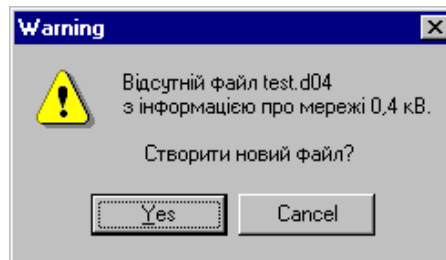 Warning
Відсутній файл test.d04
з інформацією про мережі 0,4 кВ.
Створити новий файл?
Yes
Cancel